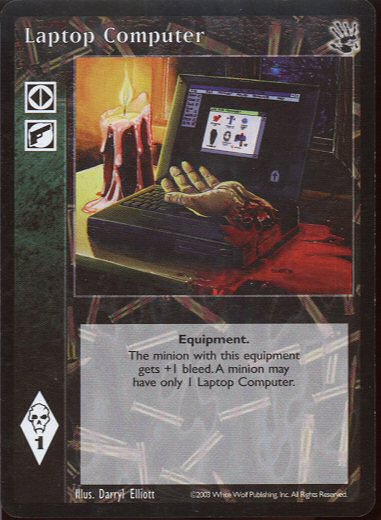 Laptop Computer
Equipment.
The minion with this equipment
gets +1 bleed. A minion may
have only 1 Laptop Computer.
1
Illus. Darryl Elliott
©2003 White Wolf Publishing, Inc. All Rights Reserved.